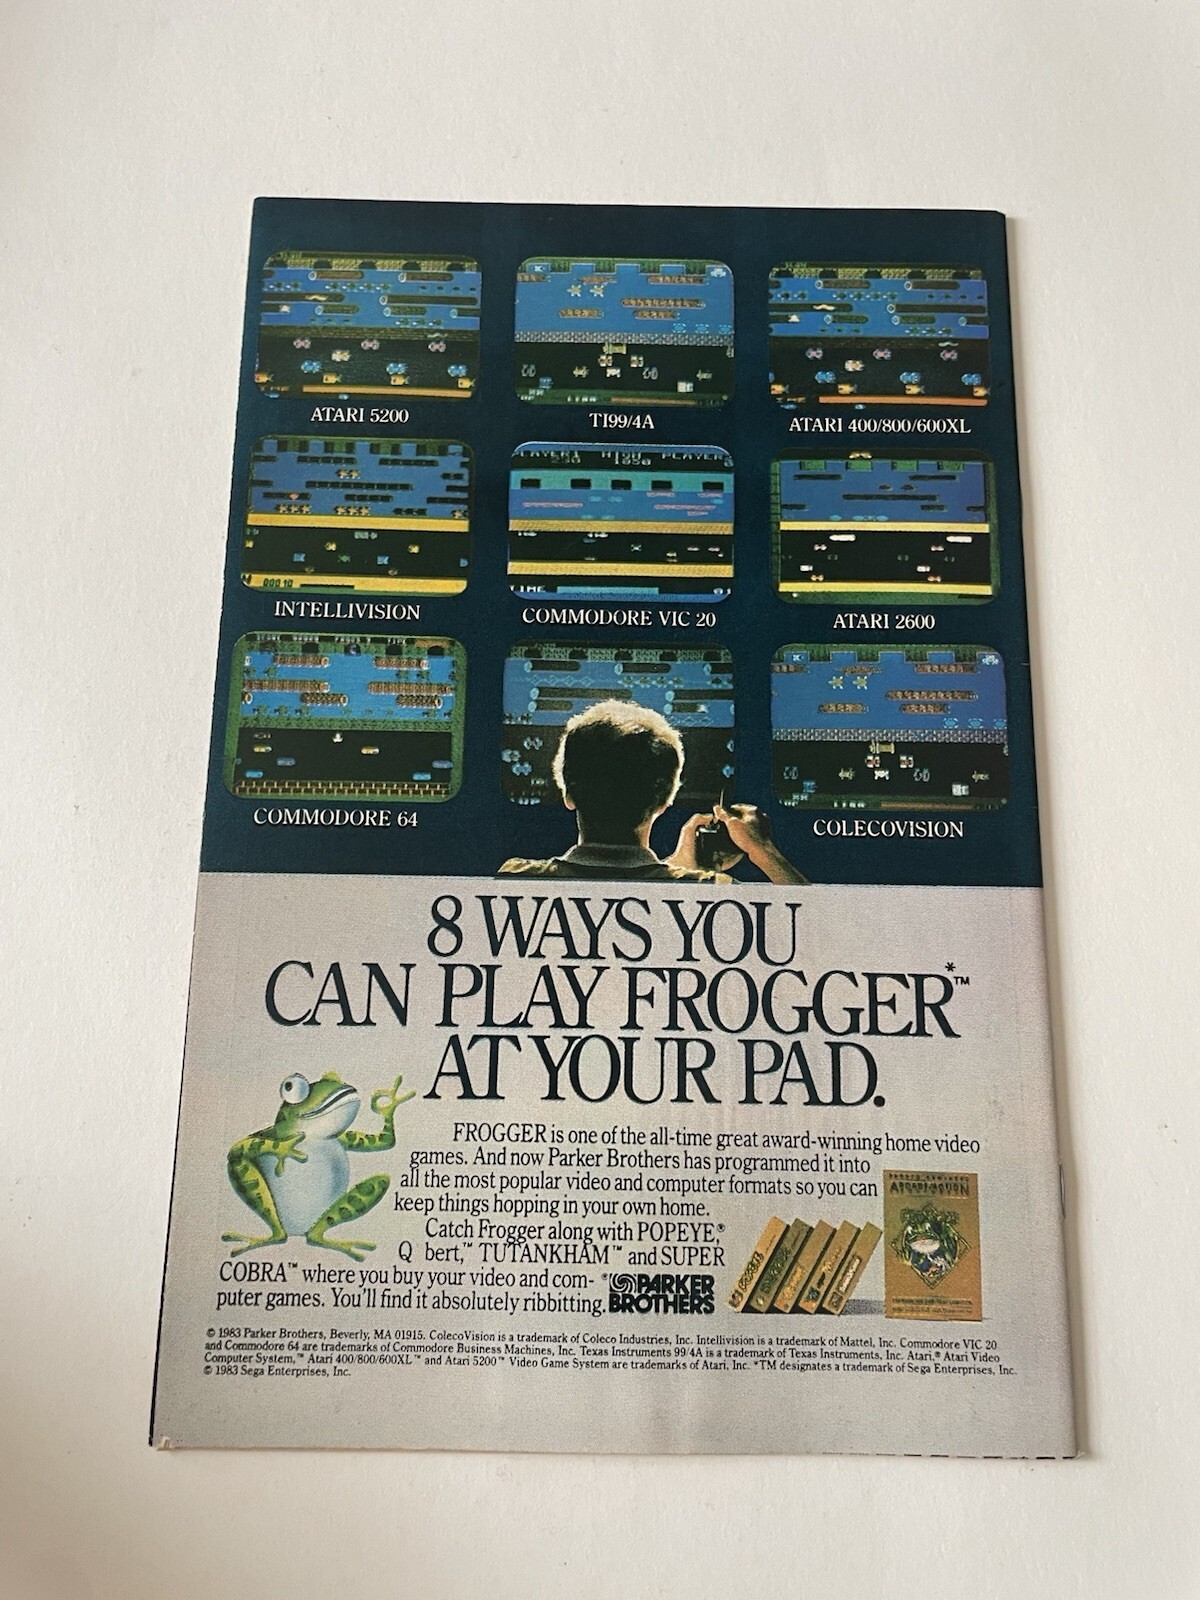 ATARI 5200
TI99/4A
ATARI 400/800/600XL
PLAYER1 HIGH PLAYER
250 1050
00010
TIME
INTELLIVISION
COMMODORE VIC 20
ATARI 2600
COMMODORE 64
COLECOVISION
8 WAYS YOU
CAN PLAY FROGGER*™
AT YOUR PAD.
FROGGER is one of the all-time great award-winning home video
games. And now Parker Brothers has programmed it into
all the most popular video and computer formats so you can
keep things hopping in your own home.
Catch Frogger along with POPEYE,®
Q bert,™ TUTANKHAM™ and SUPER
COBRA™ where you buy your video and com-
puter games. You'll find it absolutely ribbitting.
PARKER
BROTHERS
© 1983 Parker Brothers, Beverly, MA 01915. ColecoVision is a trademark of Coleco Industries, Inc. Intellivision is a trademark of Mattel, Inc. Commodore VIC 20
and Commodore 64 are trademarks of Commodore Business Machines, Inc. Texas Instruments 99/4A is a trademark of Texas Instruments, Inc. Atari,® Atari Video
Computer System,™ Atari 400/800/600XL™ and Atari 5200™ Video Game System are trademarks of Atari, Inc. *TM designates a trademark of Sega Enterprises, Inc.
© 1983 Sega Enterprises, Inc.